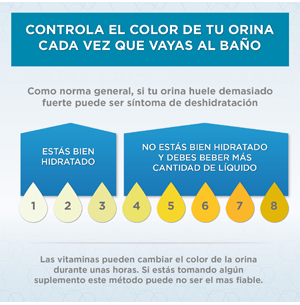 CONTROLA EL COLOR DE TU ORINA
CADA VEZ QUE VAYAS AL BAÑO
Como norma general, si tu orina huele demasiado
fuerte puede ser síntoma de deshidratación
ESTÁS BIEN
HIDRATADO
NO ESTÁS BIEN HIDRATADO
Y DEBES BEBER MÁS
CANTIDAD DE LÍQUIDO
1 2 3 4 5 6 7 8
Las vitaminas pueden cambiar el color de la orina
durante unas horas. Si estás tomando algún
suplemento este método puede no ser el mas fiable.